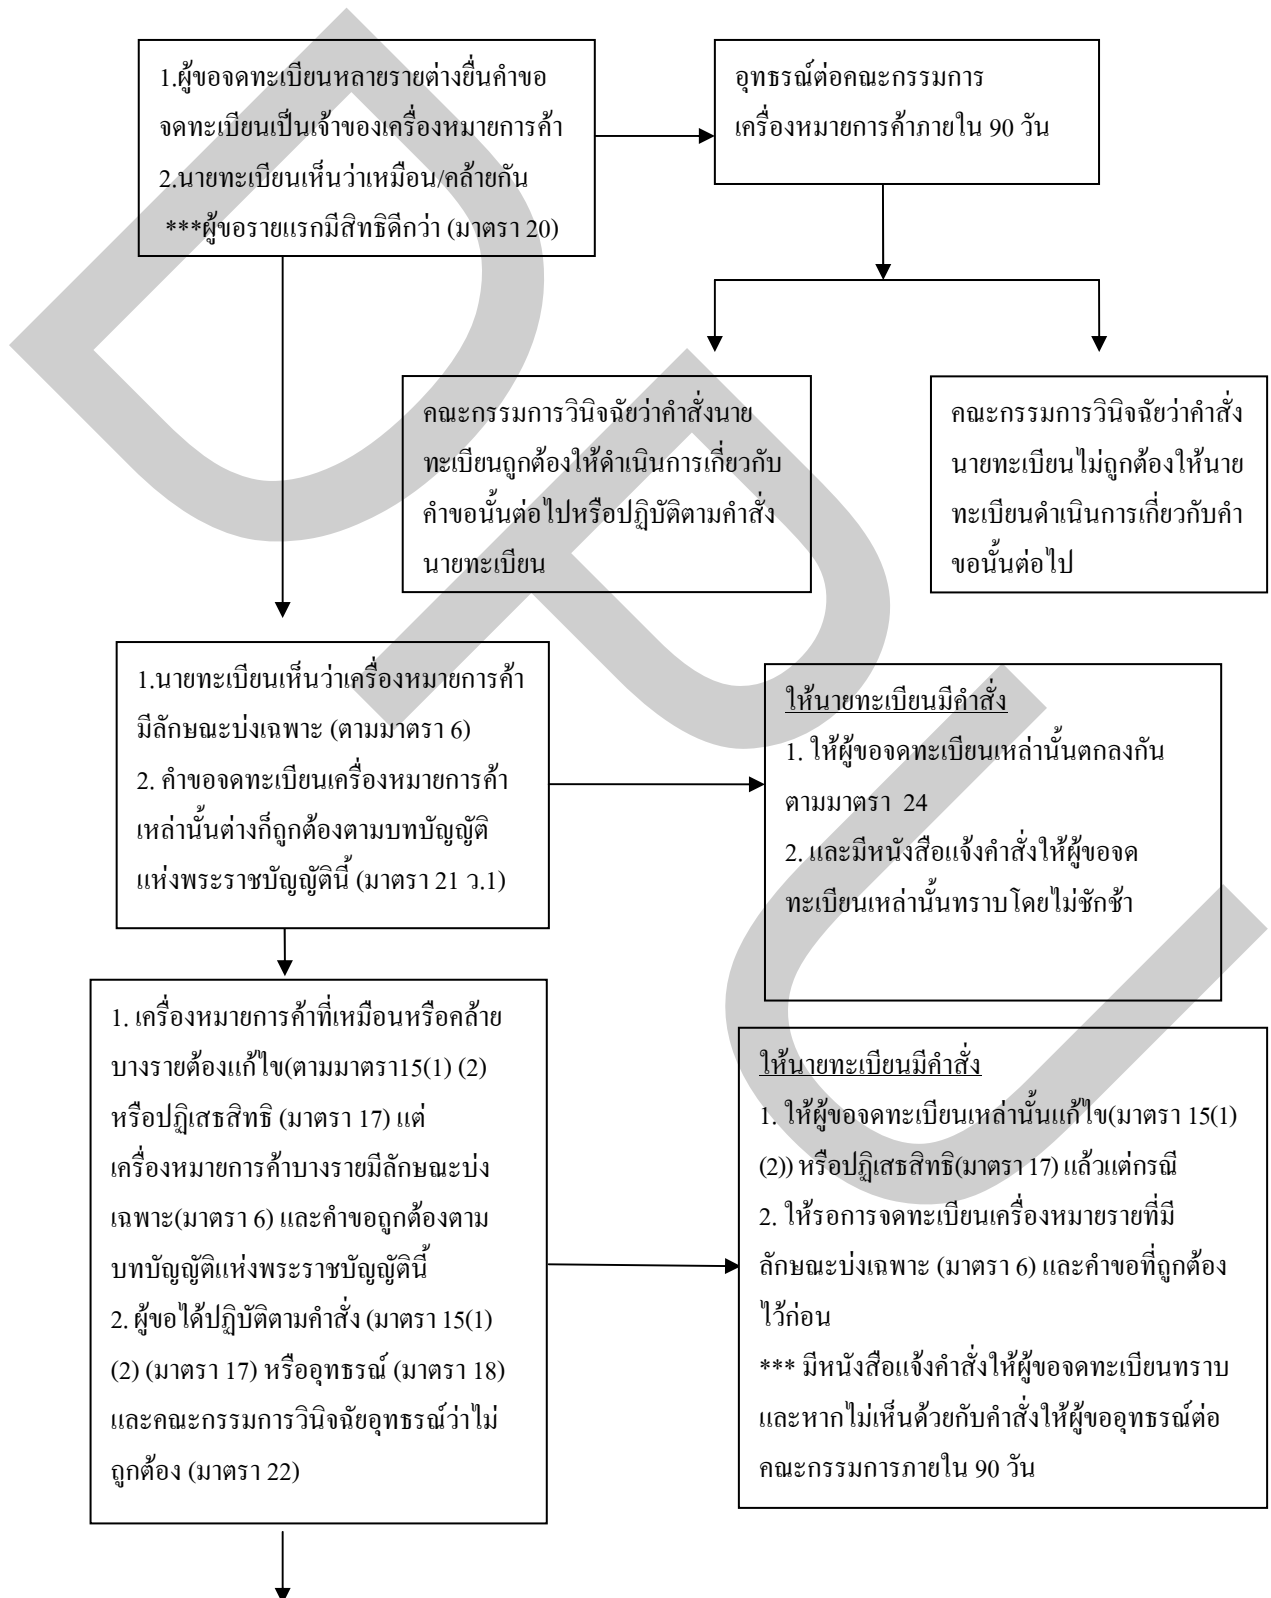 1.ผู้ขอจดทะเบียนหลายรายต่างยื่นคำขอ
จดทะเบียนเป็นเจ้าของเครื่องหมายการค้า
2.นายทะเบียนเห็นว่าเหมือน/คล้ายกัน
***ผู้ขอรายแรกมีสิทธิดีกว่า (มาตรา 20)
อุทธรณ์ต่อคณะกรรมการ
เครื่องหมายการค้าภายใน 90 วัน
คณะกรรมการวินิจฉัยว่าคำสั่งนาย
ทะเบียนถูกต้องให้ดำเนินการเกี่ยวกับ
คำขอนั้นต่อไปหรือปฏิบัติตามคำสั่ง
นายทะเบียน
คณะกรรมการวินิจฉัยว่าคำสั่ง
นายทะเบียนไม่ถูกต้องให้นาย
ทะเบียนดำเนินการเกี่ยวกับคำ
ขอนั้นต่อไป
1.นายทะเบียนเห็นว่าเครื่องหมายการค้า
มีลักษณะบ่งเฉพาะ (ตามมาตรา 6)
2. คำขอจดทะเบียนเครื่องหมายการค้า
เหล่านั้นต่างก็ถูกต้องตามบทบัญญัติ
แห่งพระราชบัญญัตินี้ (มาตรา 21 ว.1)
ให้นายทะเบียนมีคำสั่ง
1. ให้ผู้ขอจดทะเบียนเหล่านั้นตกลงกัน
ตามมาตรา 24
2. และมีหนังสือแจ้งคำสั่งให้ผู้ขอจด
ทะเบียนเหล่านั้นทราบโดยไม่ชักช้า
1. เครื่องหมายการค้าที่เหมือนหรือคล้าย
บางรายต้องแก้ไข(ตามมาตรา15(1) (2)
หรือปฏิเสธสิทธิ (มาตรา 17) แต่
เครื่องหมายการค้าบางรายมีลักษณะบ่ง
เฉพาะ(มาตรา 6) และคำขอถูกต้องตาม
บทบัญญัติแห่งพระราชบัญญัตินี้
2. ผู้ขอได้ปฏิบัติตามคำสั่ง (มาตรา 15(1)
(2) (มาตรา 17) หรืออุทธรณ์ (มาตรา 18)
และคณะกรรมการวินิจฉัยอุทธรณ์ว่าไม่
ถูกต้อง (มาตรา 22)
ให้นายทะเบียนมีคำสั่ง
1. ให้ผู้ขอจดทะเบียนเหล่านั้นแก้ไข(มาตรา 15(1)
(2)) หรือปฏิเสธสิทธิ(มาตรา 17) แล้วแต่กรณี
2. ให้รอการจดทะเบียนเครื่องหมายรายที่มี
ลักษณะบ่งเฉพาะ (มาตรา 6) และคำขอที่ถูกต้อง
ไว้ก่อน
*** มีหนังสือแจ้งคำสั่งให้ผู้ขอจดทะเบียนทราบ
และหากไม่เห็นด้วยกับคำสั่งให้ผู้ขออุทธรณ์ต่อ
คณะกรรมการภายใน 90 วัน
DPU